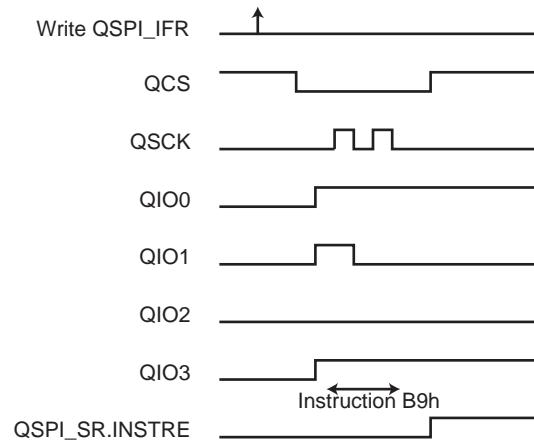 Write QSPI_IFR
QCS
QSCK
QIO0
QIO1
QIO2
QIO3
Instruction B9h
QSPI_SR.INSTRE